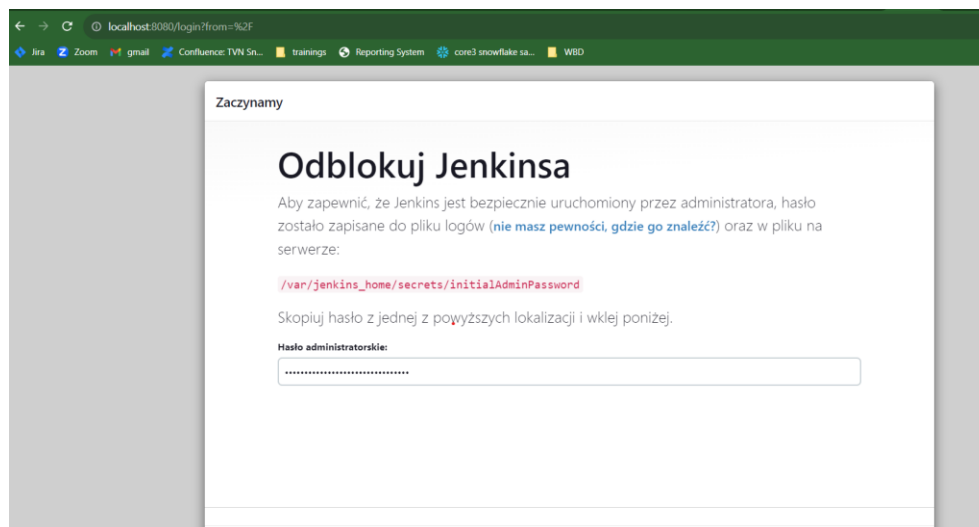 localhost:8080/login?from=%2F
Jira Zoom gmail Confluence: TVN Sn... trainings Reporting System core3 snowflake sa... WBD
Zaczynamy
Odblokuj Jenkinsa
Aby zapewnić, że Jenkins jest bezpiecznie uruchomiony przez administratora, hasło
zostało zapisane do pliku logów (nie masz pewności, gdzie go znaleźć?) oraz w pliku na
serwerze:
/var/jenkins_home/secrets/initialAdminPassword
Skopiuj hasło z jednej z powyższych lokalizacji i wklej poniżej.
Hasło administratorskie: